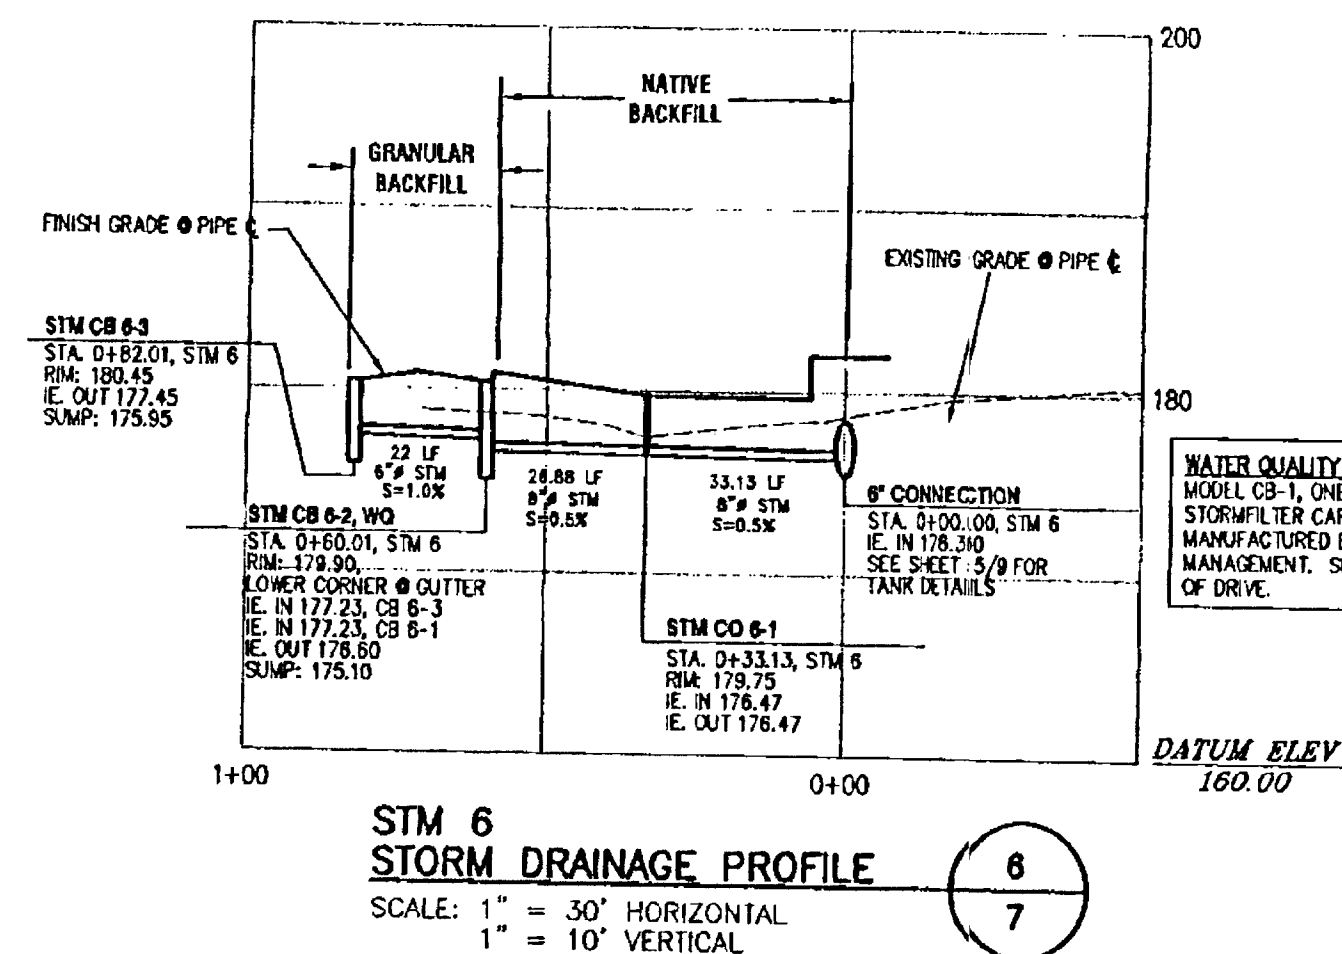 200
NATIVE
BACKFILL
GRANULAR
BACKFILL
FINISH GRADE @ PIPE ℄
EXISTING GRADE @ PIPE ℄
STM CB 6-3
STA. 0+82.01, STM 6
RIM: 180.45
IE. OUT 177.45
SUMP: 175.95
180
22 LF
6"ø STM
S=1.0%
26.88 LF
8"ø STM
S=0.5%
33.13 LF
8"ø STM
S=0.5%
STM CB 6-2, WQ
STA. 0+60.01, STM 6
RIM: 179.90,
LOWER CORNER @ GUTTER
IE. IN 177.23, CB 6-3
IE. IN 177.23, CB 6-1
IE. OUT 176.60
SUMP: 175.10
6" CONNECTION
STA. 0+00.00, STM 6
IE. IN 176.30
SEE SHEET 5/9 FOR
TANK DETAILS
STM CO 6-1
STA. 0+33.13, STM 6
RIM: 179.75
IE. IN 176.47
IE. OUT 176.47
WATER QUALITY
MODEL CB-1, ONE
STORMFILTER CAR
MANUFACTURED B
MANAGEMENT. S
OF DRIVE.
DATUM ELEV
160.00
1+00
0+00
STM 6
STORM DRAINAGE PROFILE
6
7
SCALE: 1" = 30' HORIZONTAL
1" = 10' VERTICAL